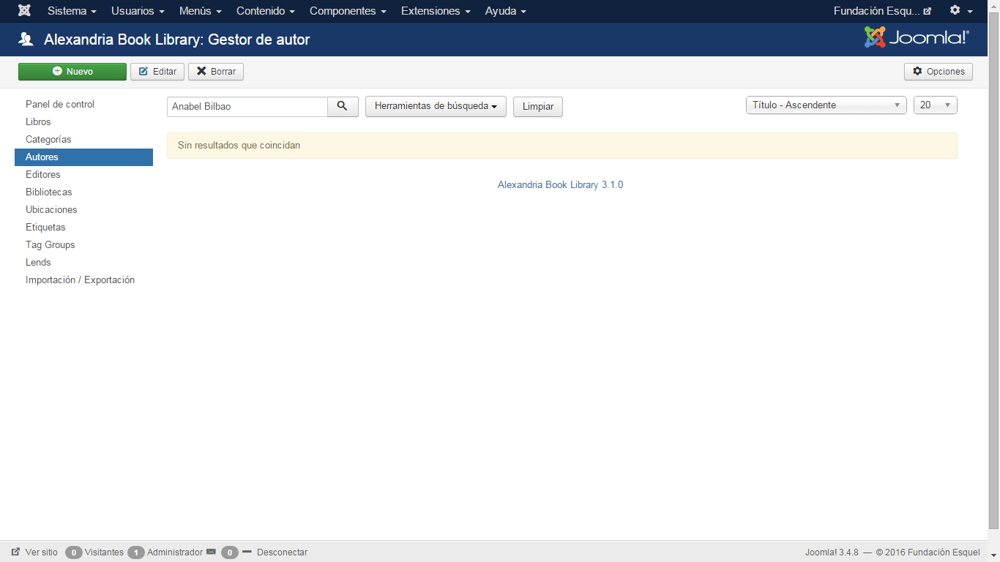 Sistema Usuarios Menús Contenido Componentes Extensiones Ayuda Fundación Esqu...
Alexandria Book Library: Gestor de autor Joomla!®
Nuevo Editar Borrar Opciones
Panel de control
Libros
Categorías
Autores
Editores
Bibliotecas
Ubicaciones
Etiquetas
Tag Groups
Lends
Importación / Exportación
Anabel Bilbao Herramientas de búsqueda Limpiar Título - Ascendente 20
Sin resultados que coincidan
Alexandria Book Library 3.1.0
Ver sitio 0 Visitantes 1 Administrador 0 Desconectar Joomla! 3.4.8 — © 2016 Fundación Esquel